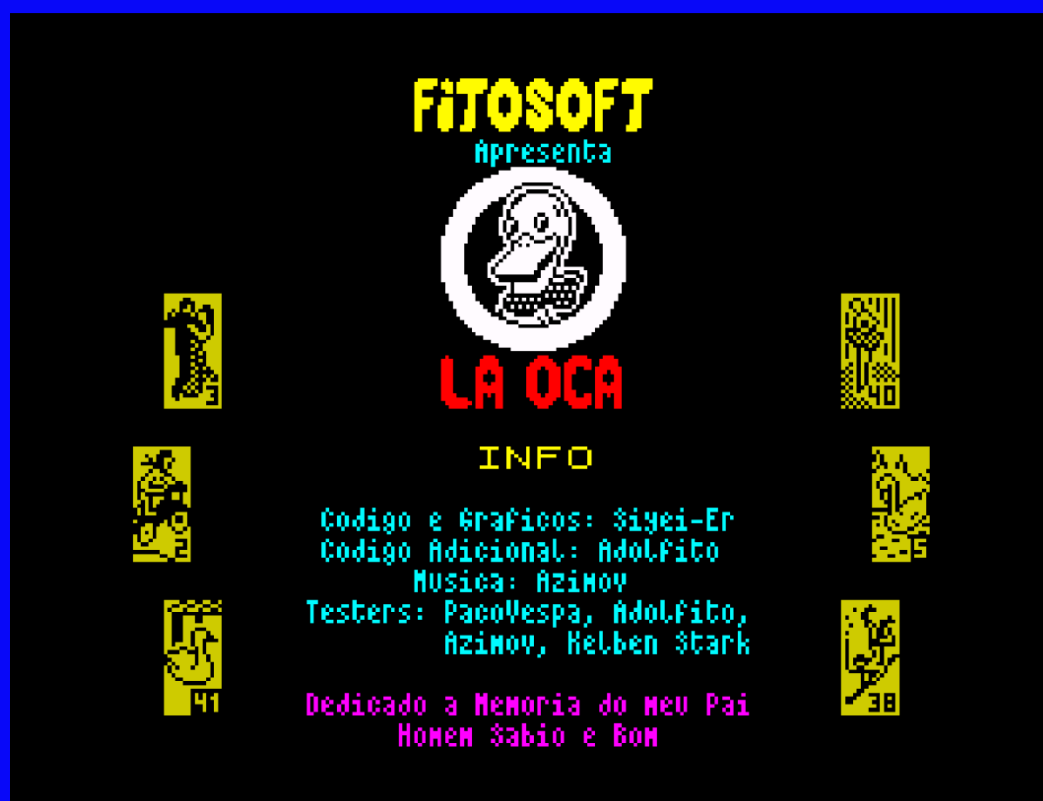 FiTOSOFT
Apresenta
LA OCA
3
40
INFO
2
5
Codigo e Graficos: Siyei-Er
Codigo Adicional: Adolfito
Musica: Azimov
Testers: PacoVespa, Adolfito,
Azimov, Kelben Stark
41
38
Dedicado a Memoria do meu Pai
Homem Sabio e Bom